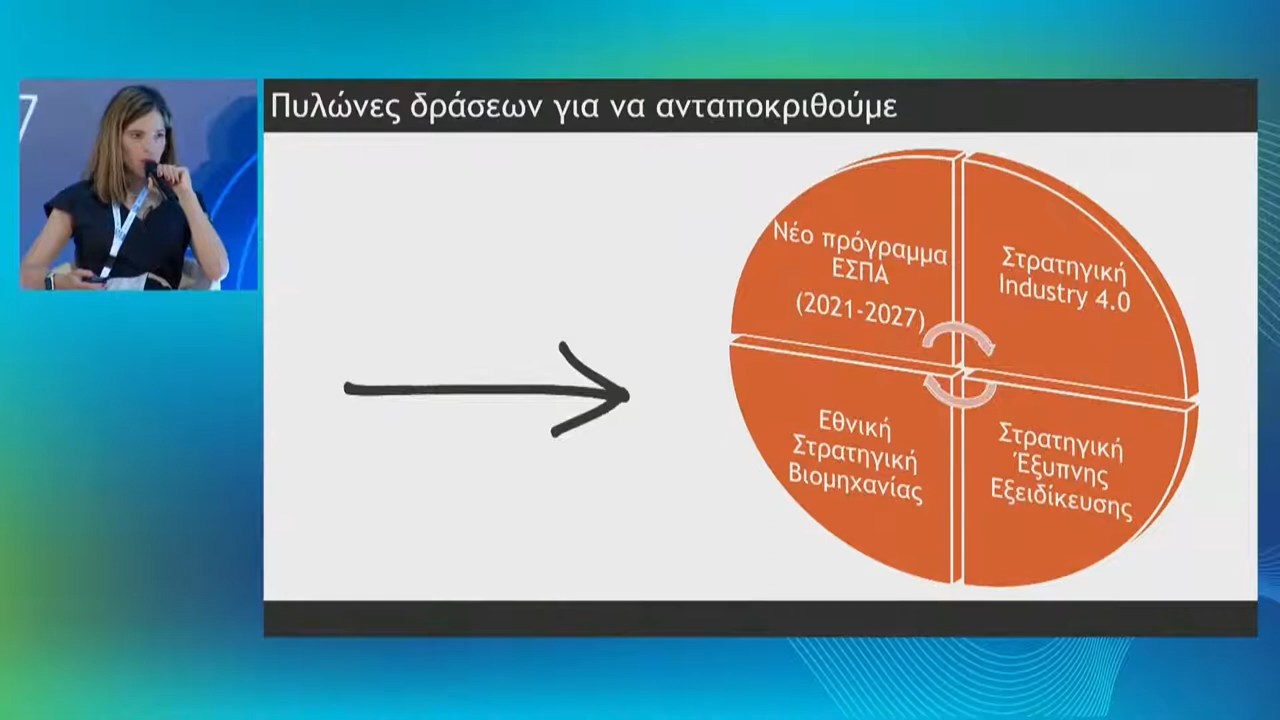 Πυλώνες δράσεων για να ανταποκριθούμε
Νέο πρόγραμμα
ΕΣΠΑ
(2021-2027)
Στρατηγική
Industry 4.0
Εθνική
Στρατηγική
Βιομηχανίας
Στρατηγική
Έξυπνης
Εξειδίκευσης
7